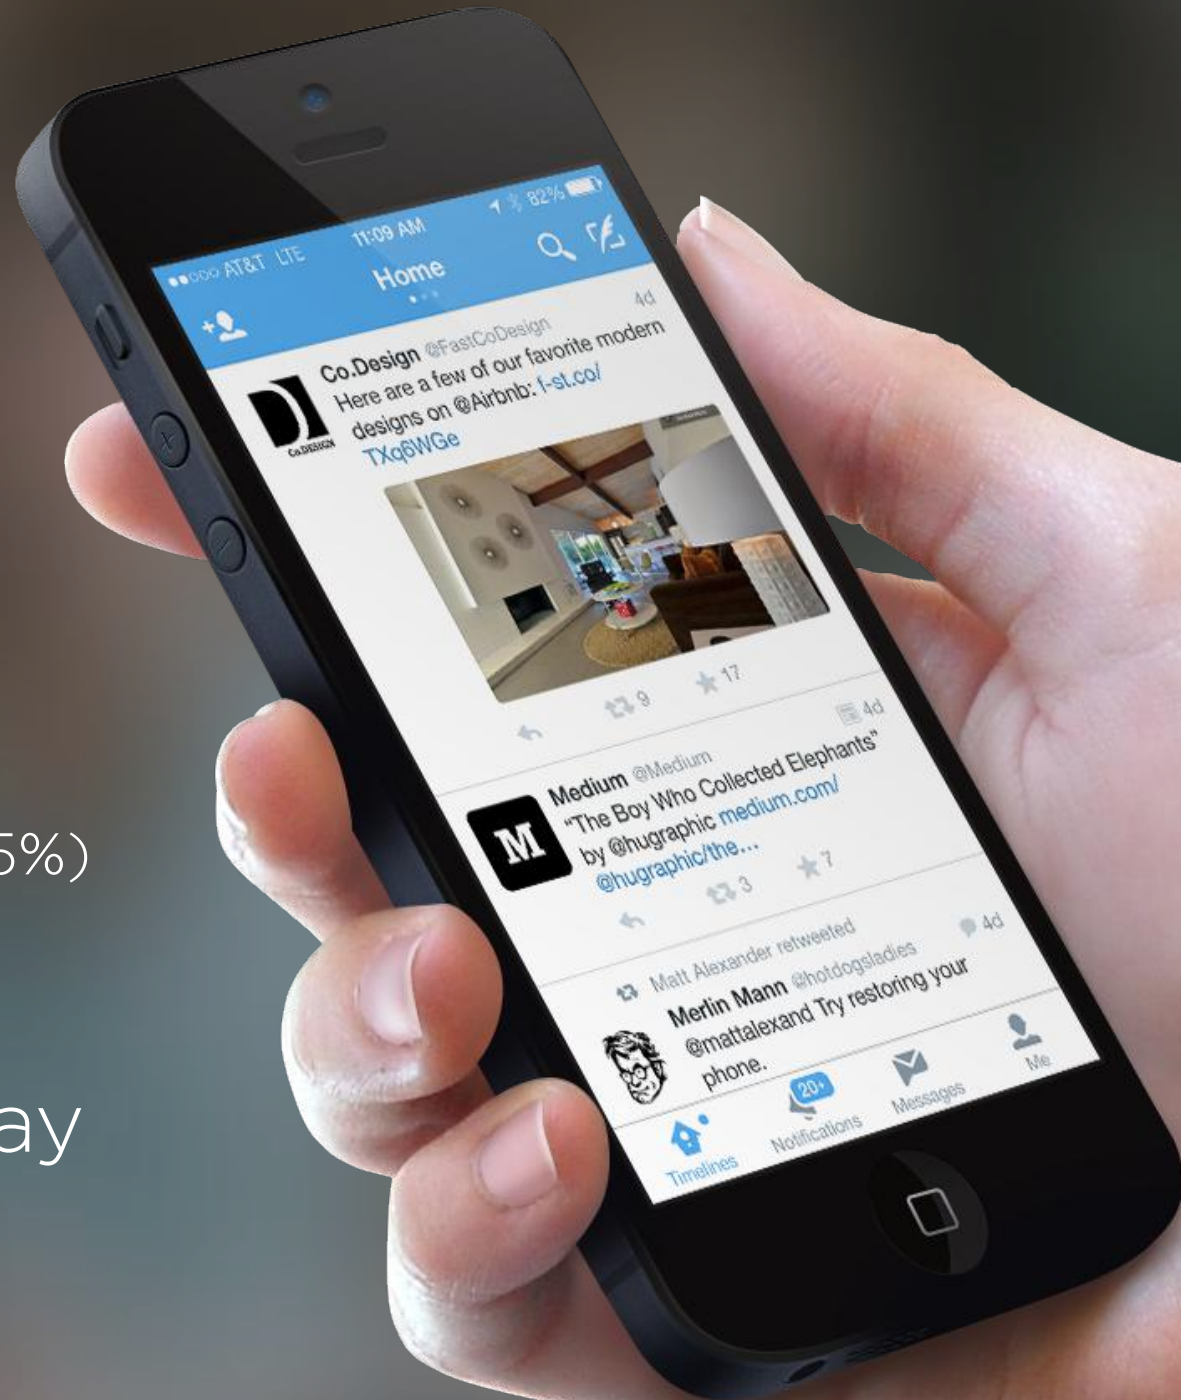 AT&T LTE 11:09 AM 82%
Home
Co.Design @FastCoDesign 4d
Here are a few of our favorite modern
designs on @Airbnb: f-st.co/
TXq6WGe
Co.DESIGN
9 17
Medium @Medium 4d
"The Boy Who Collected Elephants"
by @hugraphic medium.com/
@hugraphic/the...
M
3 7
5%)
Matt Alexander retweeted
Merlin Mann @hotdogsladies 4d
@mattalexand Try restoring your
phone.
ay
20+
Timelines Notifications Messages Me